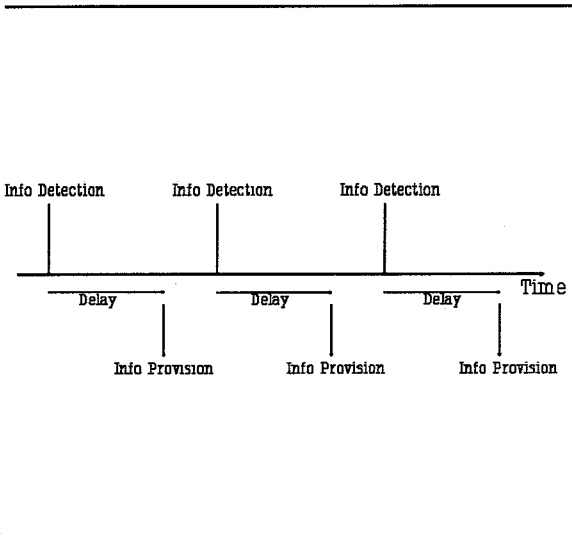 Info Detection Info Detection Info Detection
Time
Delay Delay Delay
Info Provision Info Provision Info Provision